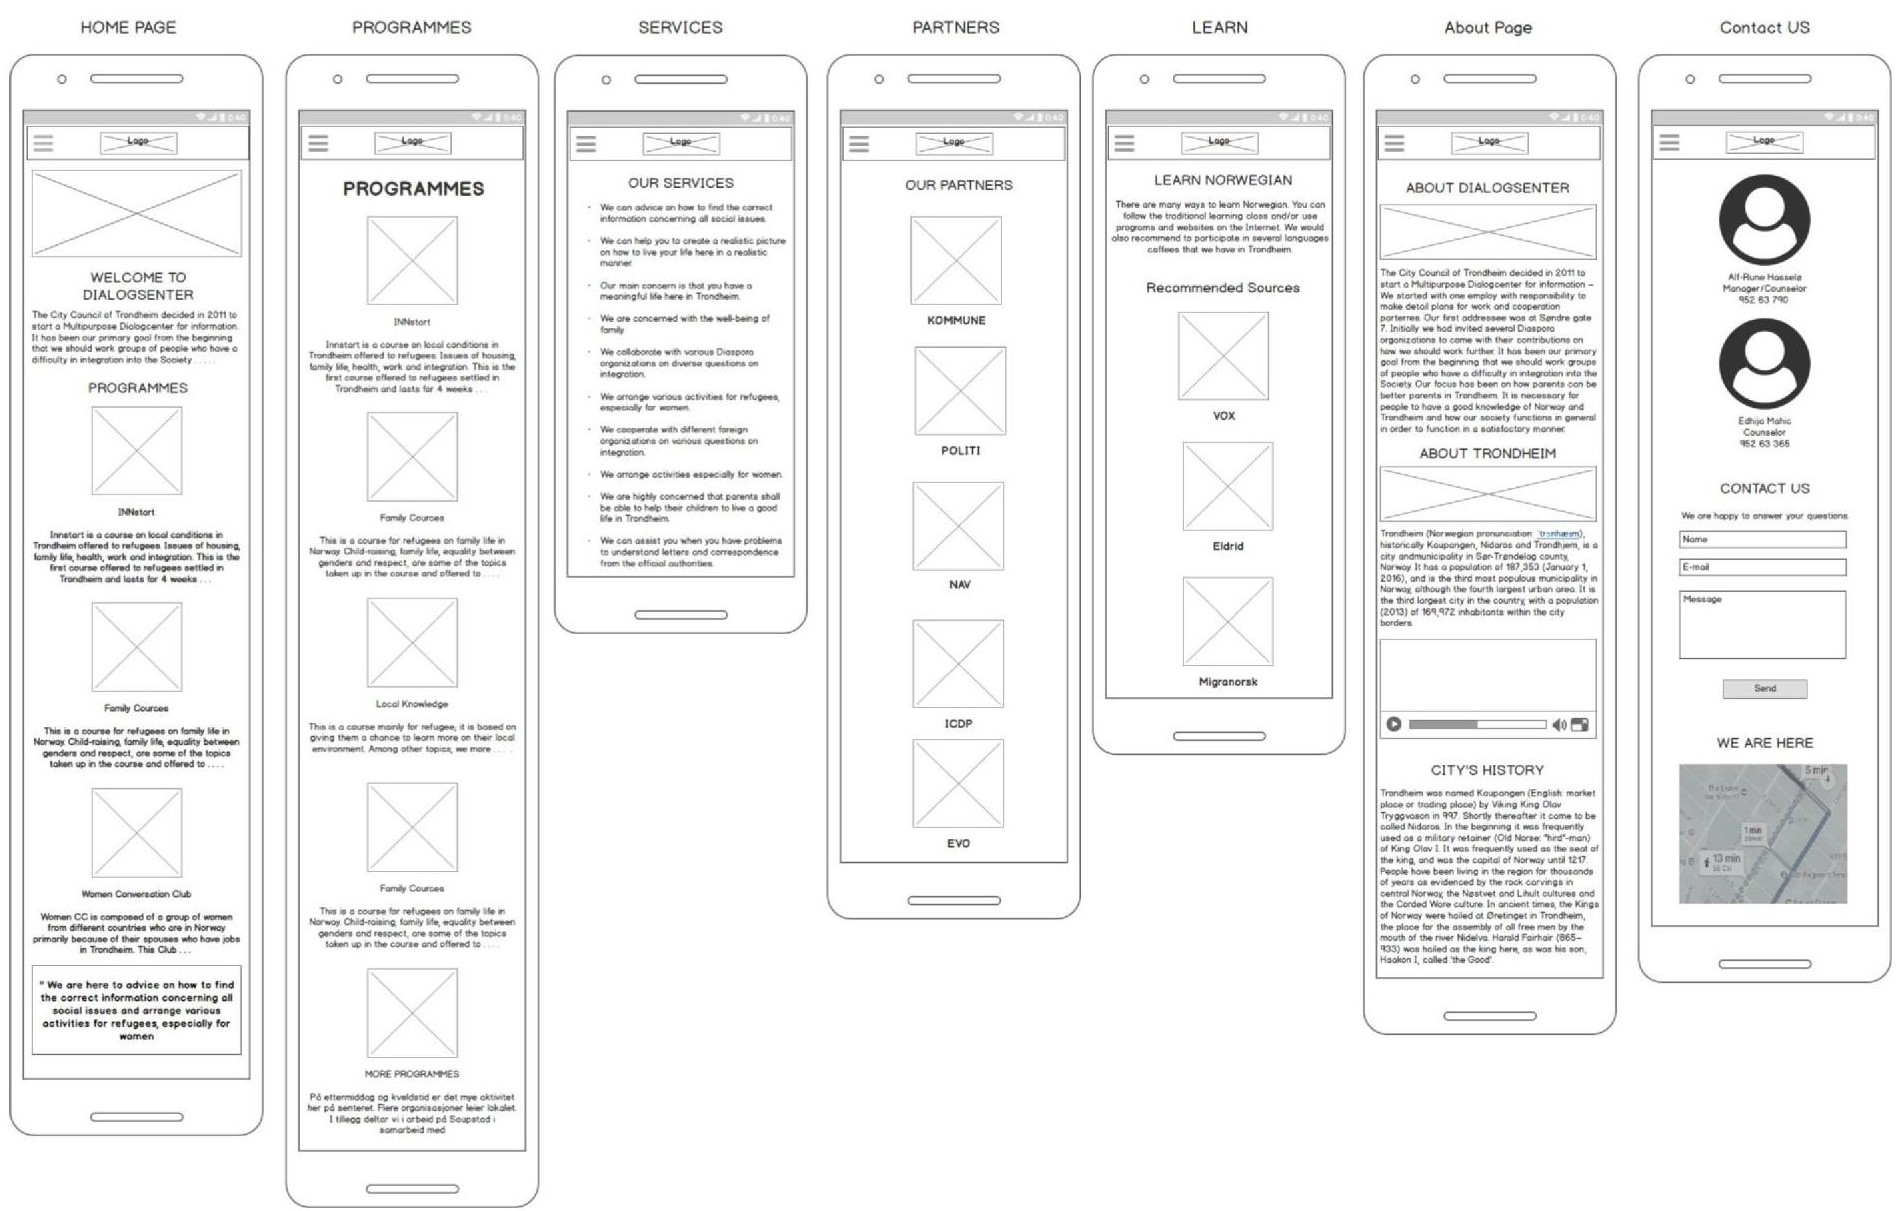 HOME PAGE
0:40
Logo
WELCOME TO
DIALOGSENTER
The City Council of Trondheim decided in 2011 to
start a Multipurpose Dialogcenter for information.
It has been our primary goal from the beginning
that we should work groups of people who have a
difficulty in integration into the Society . . . . .
PROGRAMMES
INNstart
Innstart is a course on local conditions in
Trondheim offered to refugees. Issues of housing,
family life, health, work and integration. This is the
first course offered to refugees settled in
Trondheim and lasts for 4 weeks . . .
Family Cources
This is a course for refugees on family life in
Norway. Child-raising, family life, equality between
genders and respect, are some of the topics
taken up in the course and offered to . . . .
Women Conversation Club
Women CC is composed of a group of women
from different countries who are in Norway
primarily because of their spouses who have jobs
in Trondheim. This Club . . .
" We are here to advice on how to find
the correct information concerning all
social issues and arrange various
activities for refugees, especially for
women
PROGRAMMES
0:40
Logo
PROGRAMMES
INNstart
Innstart is a course on local conditions in
Trondheim offered to refugees. Issues of housing,
family life, health, work and integration. This is the
first course offered to refugees settled in
Trondheim and lasts for 4 weeks . . .
Family Cources
This is a course for refugees on family life in
Norway. Child-raising, family life, equality between
genders and respect, are some of the topics
taken up in the course and offered to . . . .
Local Knowledge
This is a course mainly for refugee, it is based on
giving them a chance to learn more on their local
environment. Among other topics, we more . . . .
Family Cources
This is a course for refugees on family life in
Norway. Child-raising, family life, equality between
genders and respect, are some of the topics
taken up in the course and offered to . . . .
MORE PROGRAMMES
På ettermiddag og kveldstid er det mye aktivitet
her på senteret. Flere organisasjoner leier lokalet.
I tillegg deltar vi i arbeid på Saupstad i
samarbeid med
SERVICES
0:40
Logo
OUR SERVICES
· We can advice on how to find the correct
information concerning all social issues.
· We can help you to create a realistic picture
on how to live your life here in a realistic
manner.
· Our main concern is that you have a
meaningful life here in Trondheim.
· We are concerned with the well-being of
family.
· We collaborate with various Diaspora
organizations on diverse questions on
integration.
· We arrange various activities for refugees,
especially for women.
· We cooperate with different foreign
organizations on various questions on
integration.
· We arrange activities especially for women.
· We are highly concerned that parents shall
be able to help their children to live a good
life in Trondheim.
· We can assist you when you have problems
to understand letters and correspondence
from the official authorities.
PARTNERS
0:40
Logo
OUR PARTNERS
KOMMUNE
POLITI
NAV
ICDP
EVO
LEARN
0:40
Logo
LEARN NORWEGIAN
There are many ways to learn Norwegian. You can
follow the traditional learning class and/or use
programs and websites on the Internet. We would
also recommend to participate in several languages
caffees that we have in Trondheim.
Recommended Sources
VOX
Eldrid
Migranorsk
About Page
0:40
Logo
ABOUT DIALOGSENTER
The City Council of Trondheim decided in 2011 to
start a Multipurpose Dialogcenter for information –
We started with one employ with responsibility to
make detail plans for work and cooperation
parterres. Our first addressee was at Søndre gate
7. Initially we had invited several Diaspora
organizations to come with their contributions on
how we should work further. It has been our primary
goal from the beginning that we should work groups
of people who have a difficulty in integration into the
Society. Our focus has been on how parents can be
better parents in Trondheim. It is necessary for
people to have a good knowledge of Norway and
Trondheim and how our society functions in general
in order to function in a satisfactory manner.
ABOUT TRONDHEIM
Trondheim (Norwegian pronunciation:
historically Kaupangen, Nidaros and Trondhjem, is a
city andmunicipality in Sør-Trøndelag county,
Norway. It has a population of 187,353 (January 1,
2016), and is the third most populous municipality in
Norway, although the fourth largest urban area. It is
the third largest city in the country, with a population
(2013) of 169,972 inhabitants within the city
borders.
CITY'S HISTORY
Trondheim was named Kaupangen (English: market
place or trading place) by Viking King Olav
Tryggvason in 997. Shortly thereafter it came to be
called Nidaros. In the beginning it was frequently
used as a military retainer (Old Norse: "hird"-man)
of King Olav I. It was frequently used as the seat of
the king, and was the capital of Norway until 1217.
People have been living in the region for thousands
of years as evidenced by the rock carvings in
central Norway, the Nøstvet and Lihult cultures and
the Corded Ware culture. In ancient times, the Kings
of Norway were hailed at Øretinget in Trondheim,
the place for the assembly of all free men by the
mouth of the river Nidelva. Harald Fairhair (865–
933) was hailed as the king here, as was his son,
Haakon I, called 'the Good'.
Contact US
0:40
Logo
Alf-Rune Hasselø
Manager/Counselor
952 63 790
Edhija Mahic
Counselor
952 63 365
CONTACT US
We are happy to answer your questions
Name
E-mail
Message
Send
WE ARE HERE
5 min
1 min
13 min